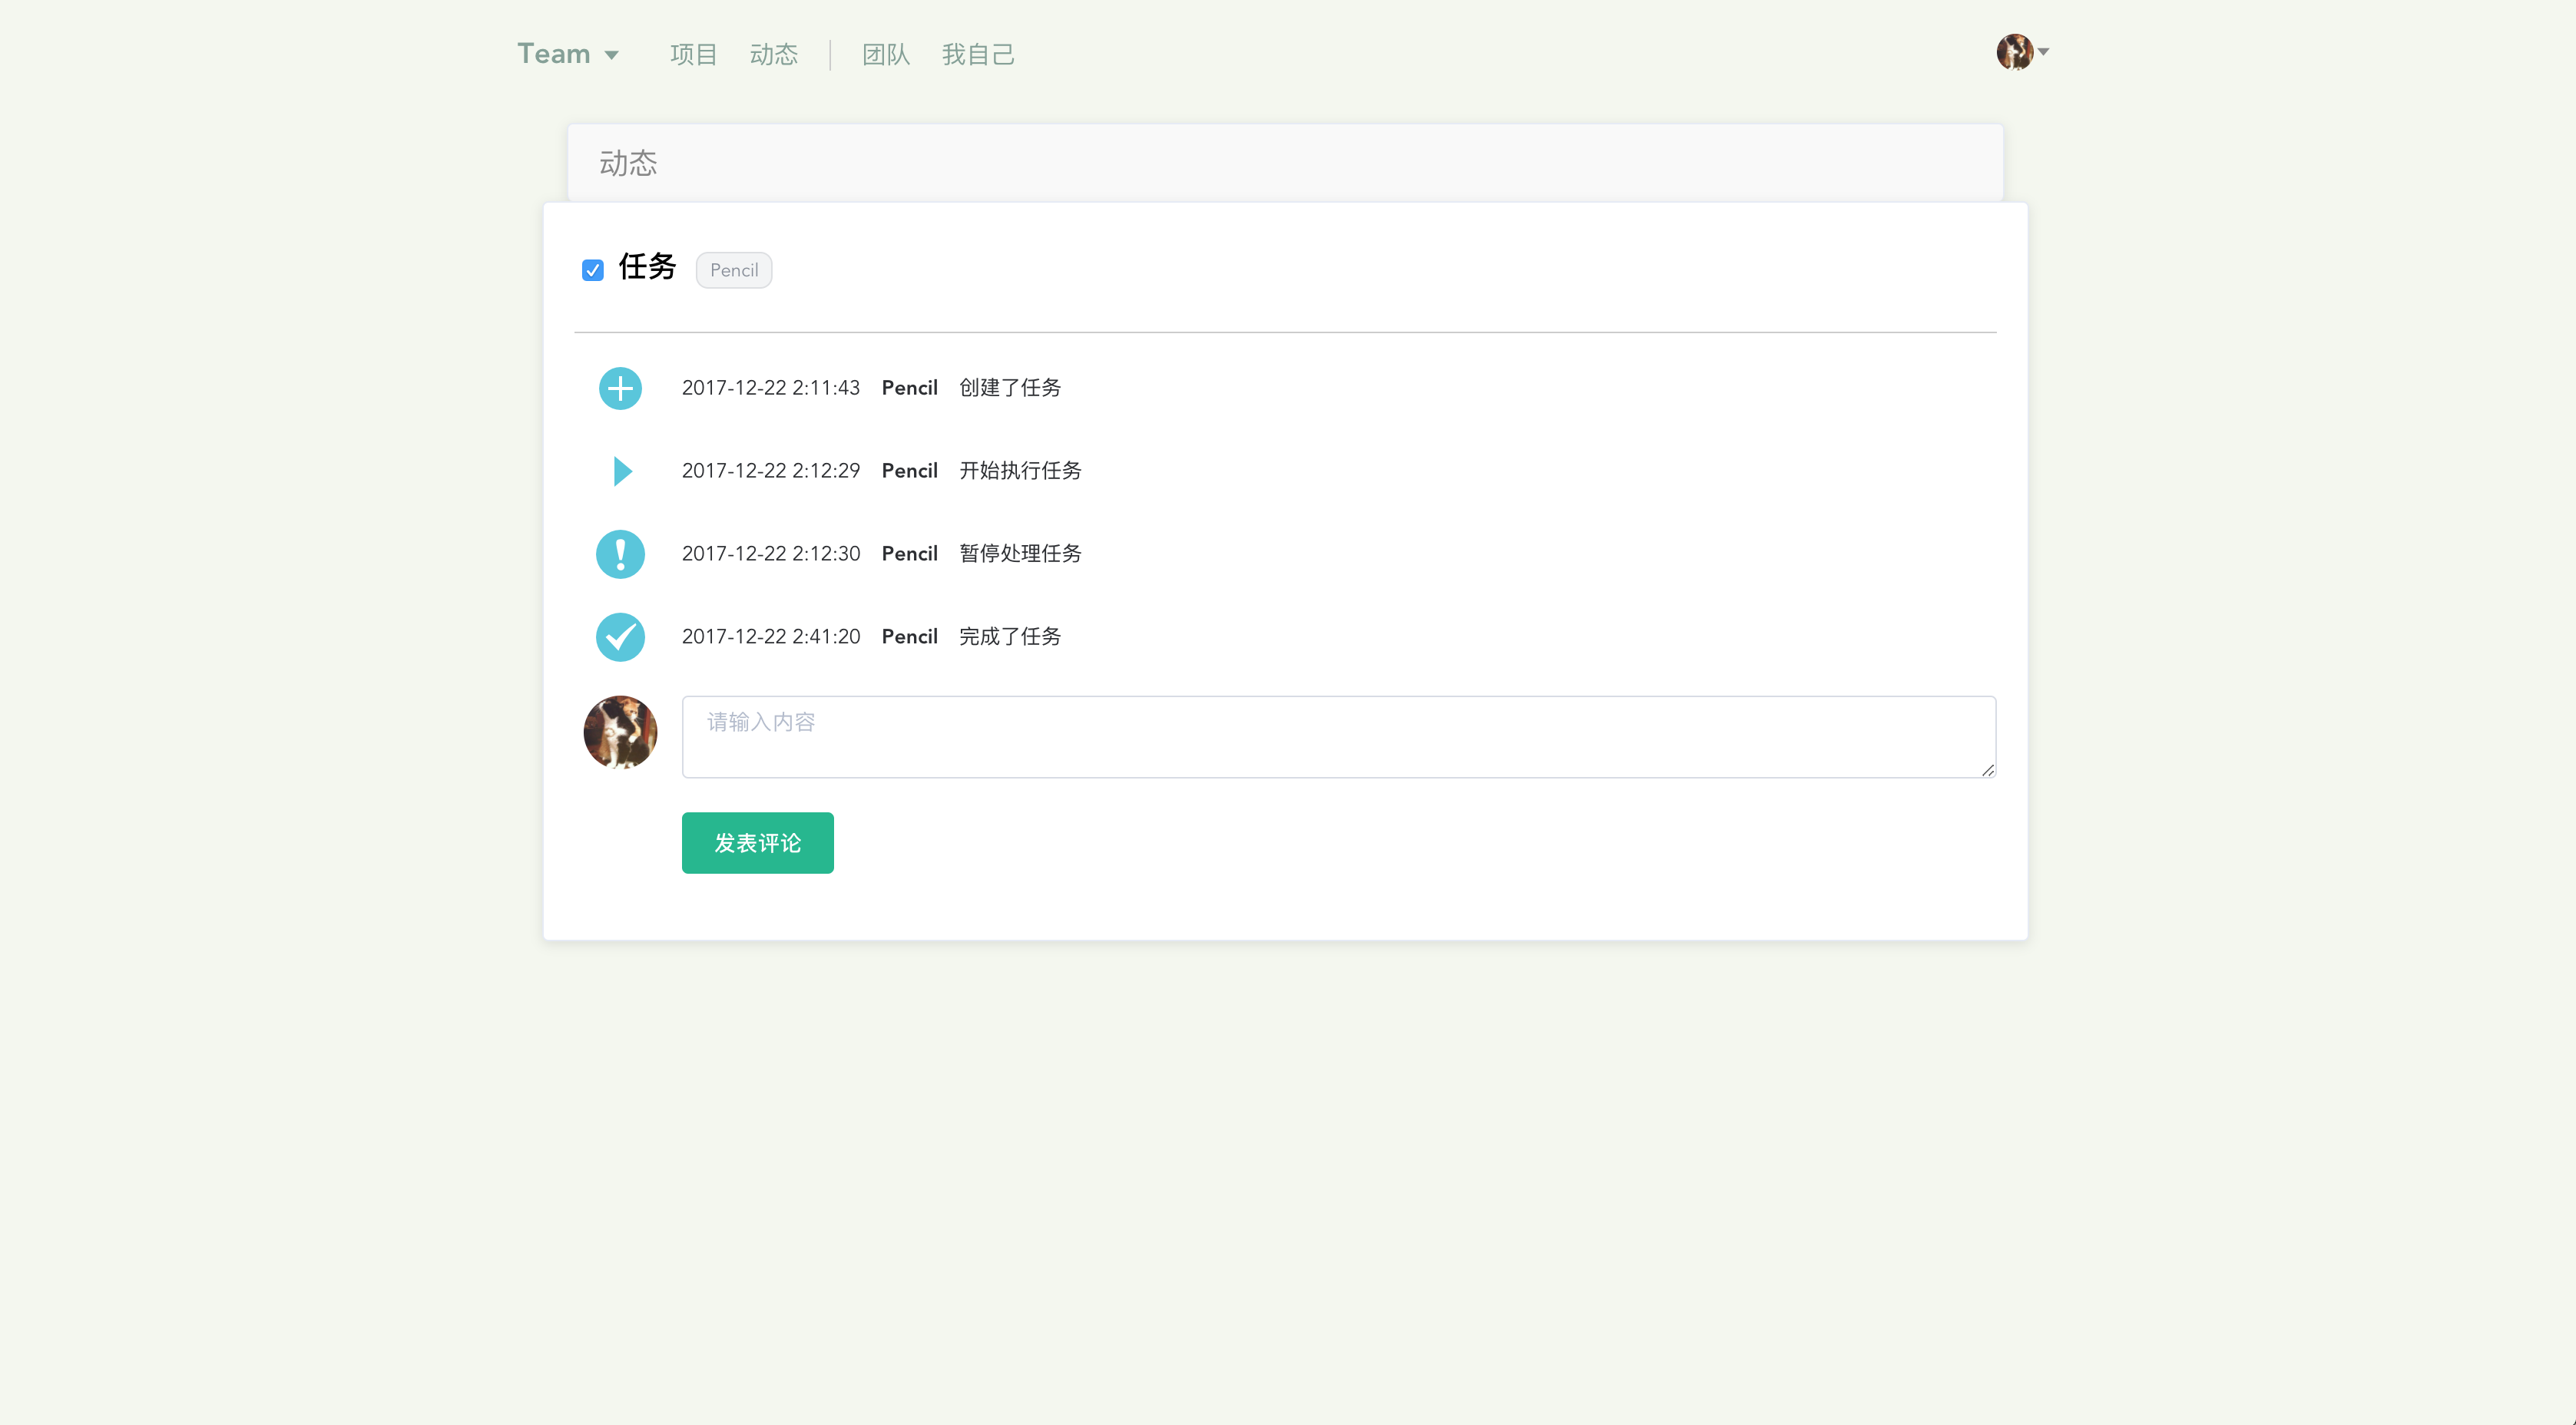 Team 项目 动态 团队 我自己
动态
任务 Pencil
2017-12-22 2:11:43 Pencil 创建了任务
2017-12-22 2:12:29 Pencil 开始执行任务
2017-12-22 2:12:30 Pencil 暂停处理任务
2017-12-22 2:41:20 Pencil 完成了任务
请输入内容
发表评论